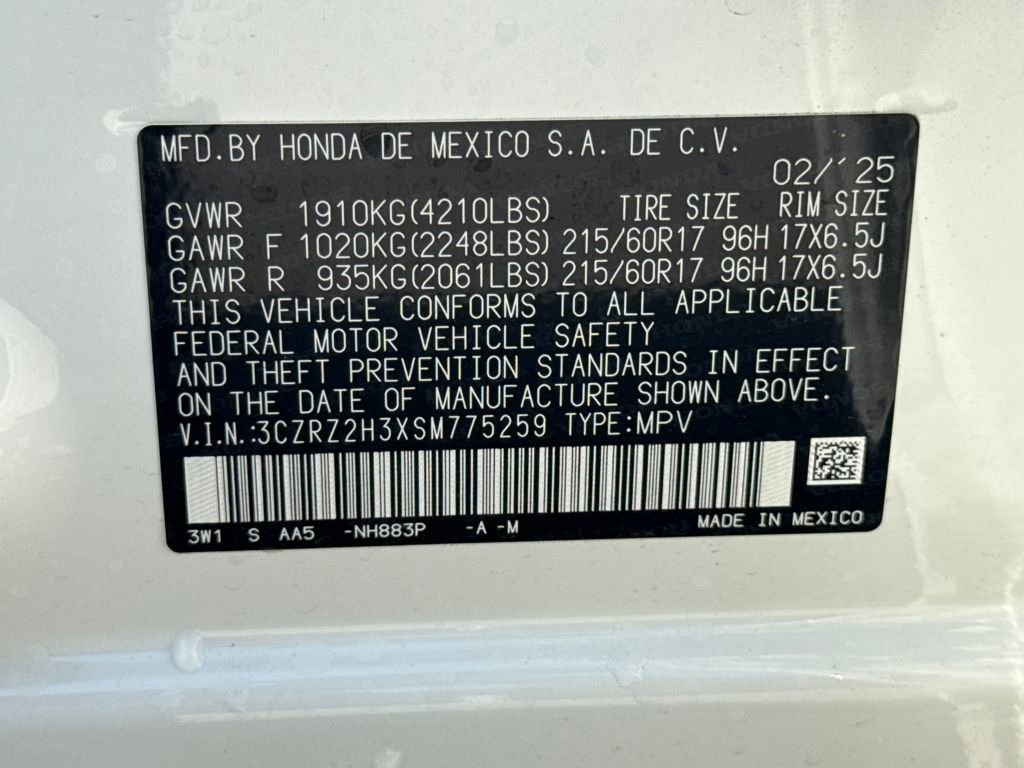 MFD.BY HONDA DE MEXICO S.A. DE C.V.
02/'25
GVWR 1910KG(4210LBS) TIRE SIZE RIM SIZE
GAWR F 1020KG(2248LBS) 215/60R17 96H 17X6.5J
GAWR R 935KG(2061LBS) 215/60R17 96H 17X6.5J
THIS VEHICLE CONFORMS TO ALL APPLICABLE
FEDERAL MOTOR VEHICLE SAFETY
AND THEFT PREVENTION STANDARDS IN EFFECT
ON THE DATE OF MANUFACTURE SHOWN ABOVE.
V.I.N.:3CZRZ2H3XSM775259 TYPE:MPV
3W1 S AA5 -NH883P -A -M MADE IN MEXICO